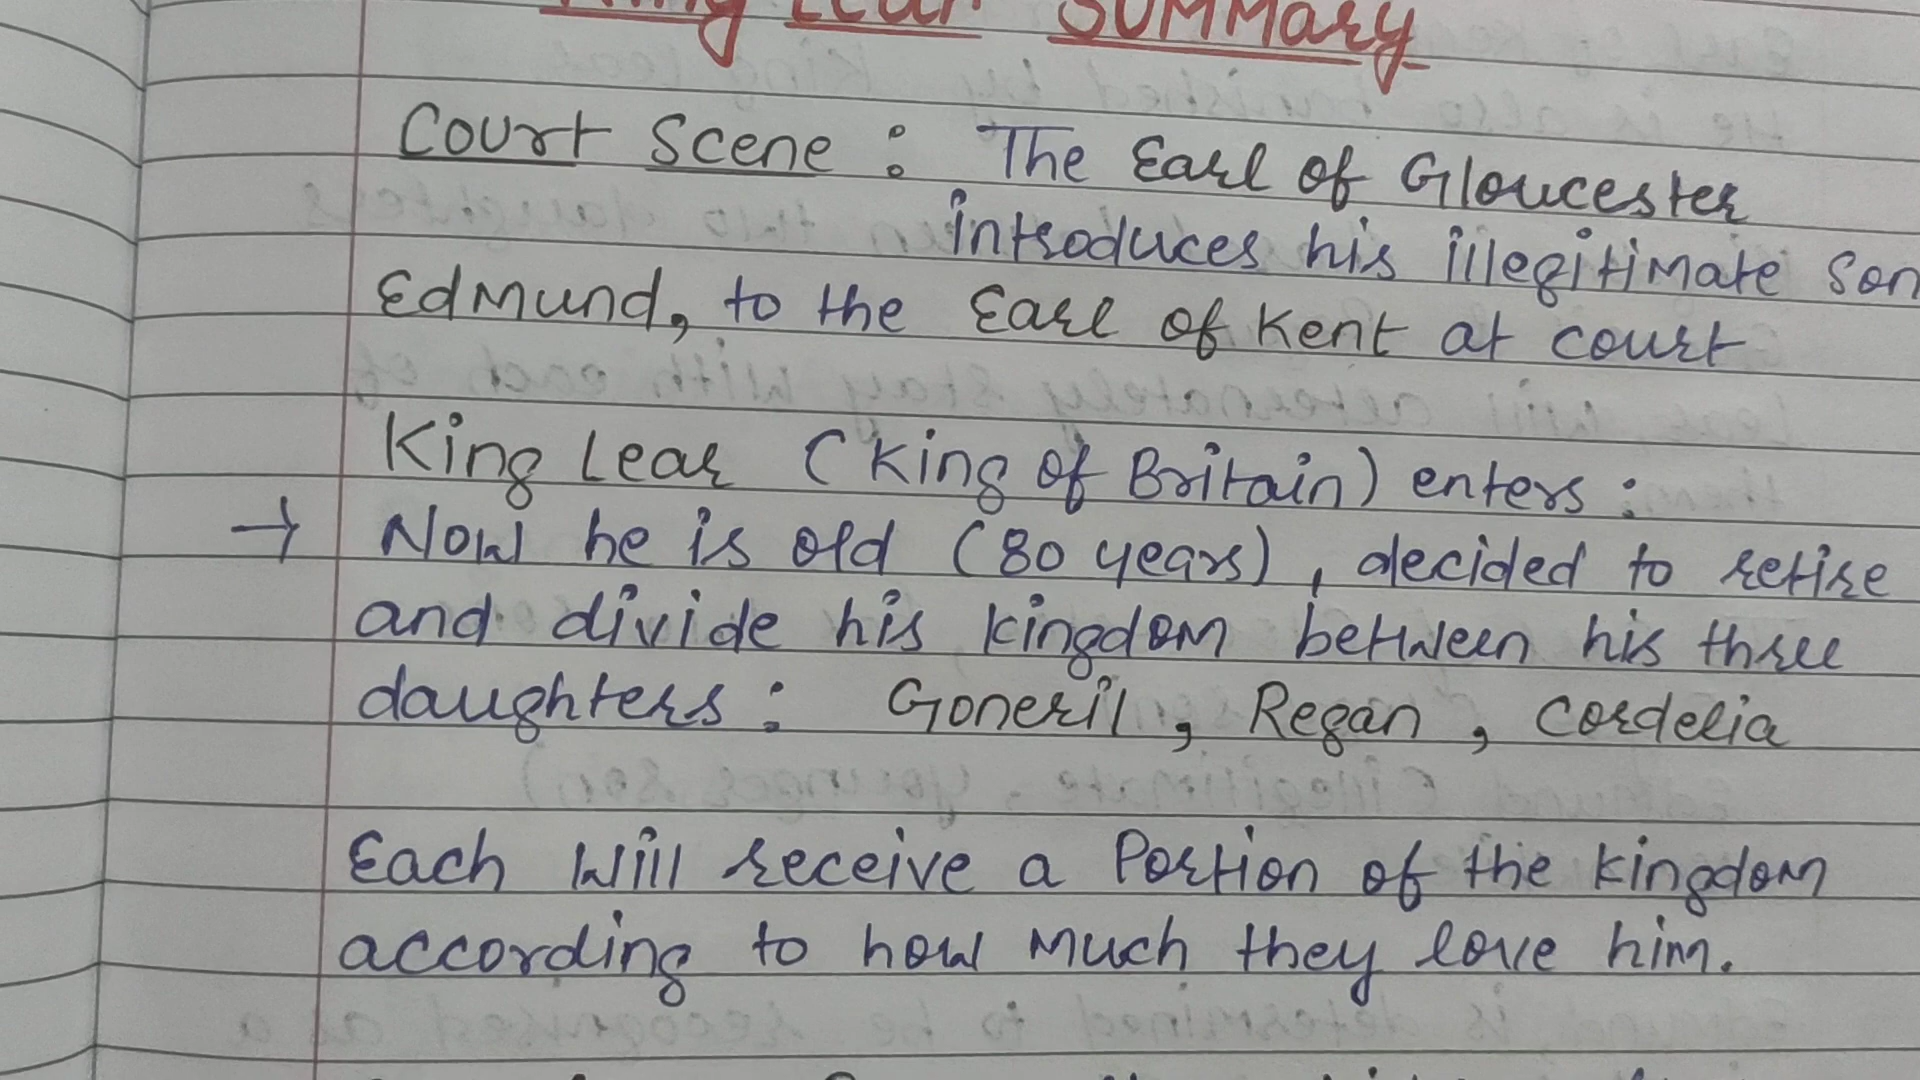 King Lear Summary
Court Scene : The Earl of Gloucester
introduces his illegitimate son
Edmund, to the Earl of Kent at court
King Lear (King of Britain) enters :
→ Now he is old (80 years), decided to retire
and divide his kingdom between his three
daughters : Goneril, Regan, Cordelia
Each will receive a Portion of the kingdom
according to how much they love him.